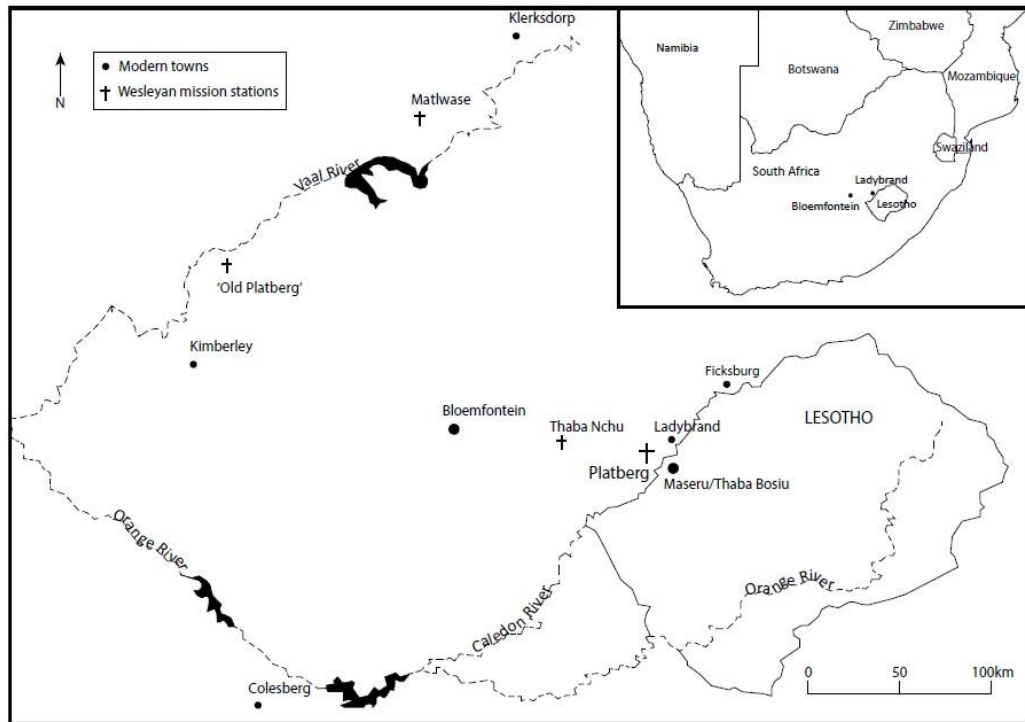 Klerksdorp
N
Modern towns
Wesleyan mission stations
Matlwase
Vaal River
'Old Platberg'
Kimberley
Bloemfontein
Thaba Nchu
Ladybrand
Platberg
Maseru/Thaba Bosiu
Ficksburg
LESOTHO
Orange River
Caledon River
Orange River
Colesberg
0 50 100km
Namibia
Zimbabwe
Botswana
Mozambique
Swaziland
South Africa
Ladybrand
Bloemfontein
Lesotho